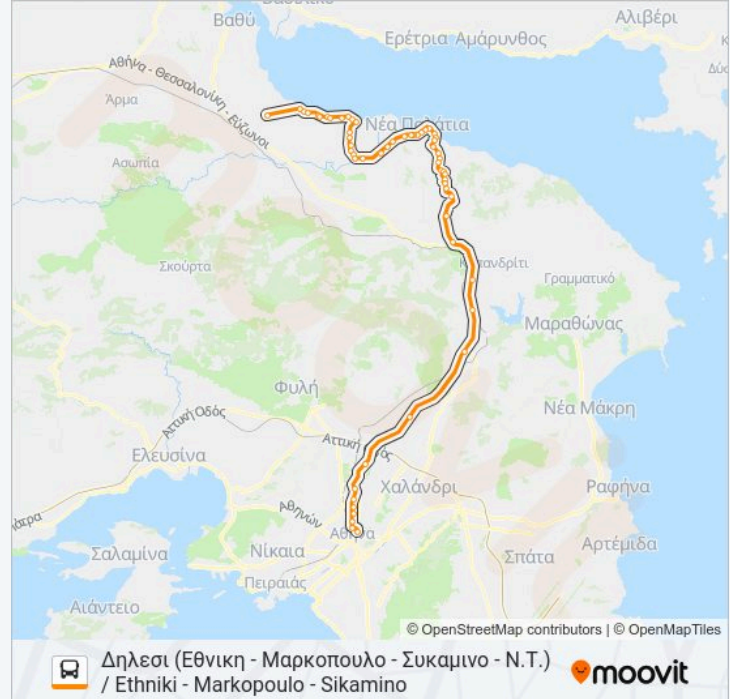 Βαθύ
Αλιβέρι
Ερέτρια Αμάρυνθος
Αθήνα - Θεσσαλονίκη - Εύζωνοι
Άρμα
Νέα Παλάτια
Ασωπία
Σκούρτα
Καπανδρίτι
Γραμματικό
Μαραθώνας
Φυλή
Νέα Μάκρη
Αττική Οδός
Αττική Οδός
Ελευσίνα
Χαλάνδρι
Ραφήνα
Αθηνών
Αθήνα
Νίκαια
Σπάτα
Αρτέμιδα
Σαλαμίνα
Πειραιάς
Αιάντειο
© OpenStreetMap contributors | © OpenMapTiles
Δηλεσι (Εθνικη - Μαρκοπουλο - Συκαμινο - Ν.Τ.)
/ Ethniki - Markopoulo - Sikamino
moovit